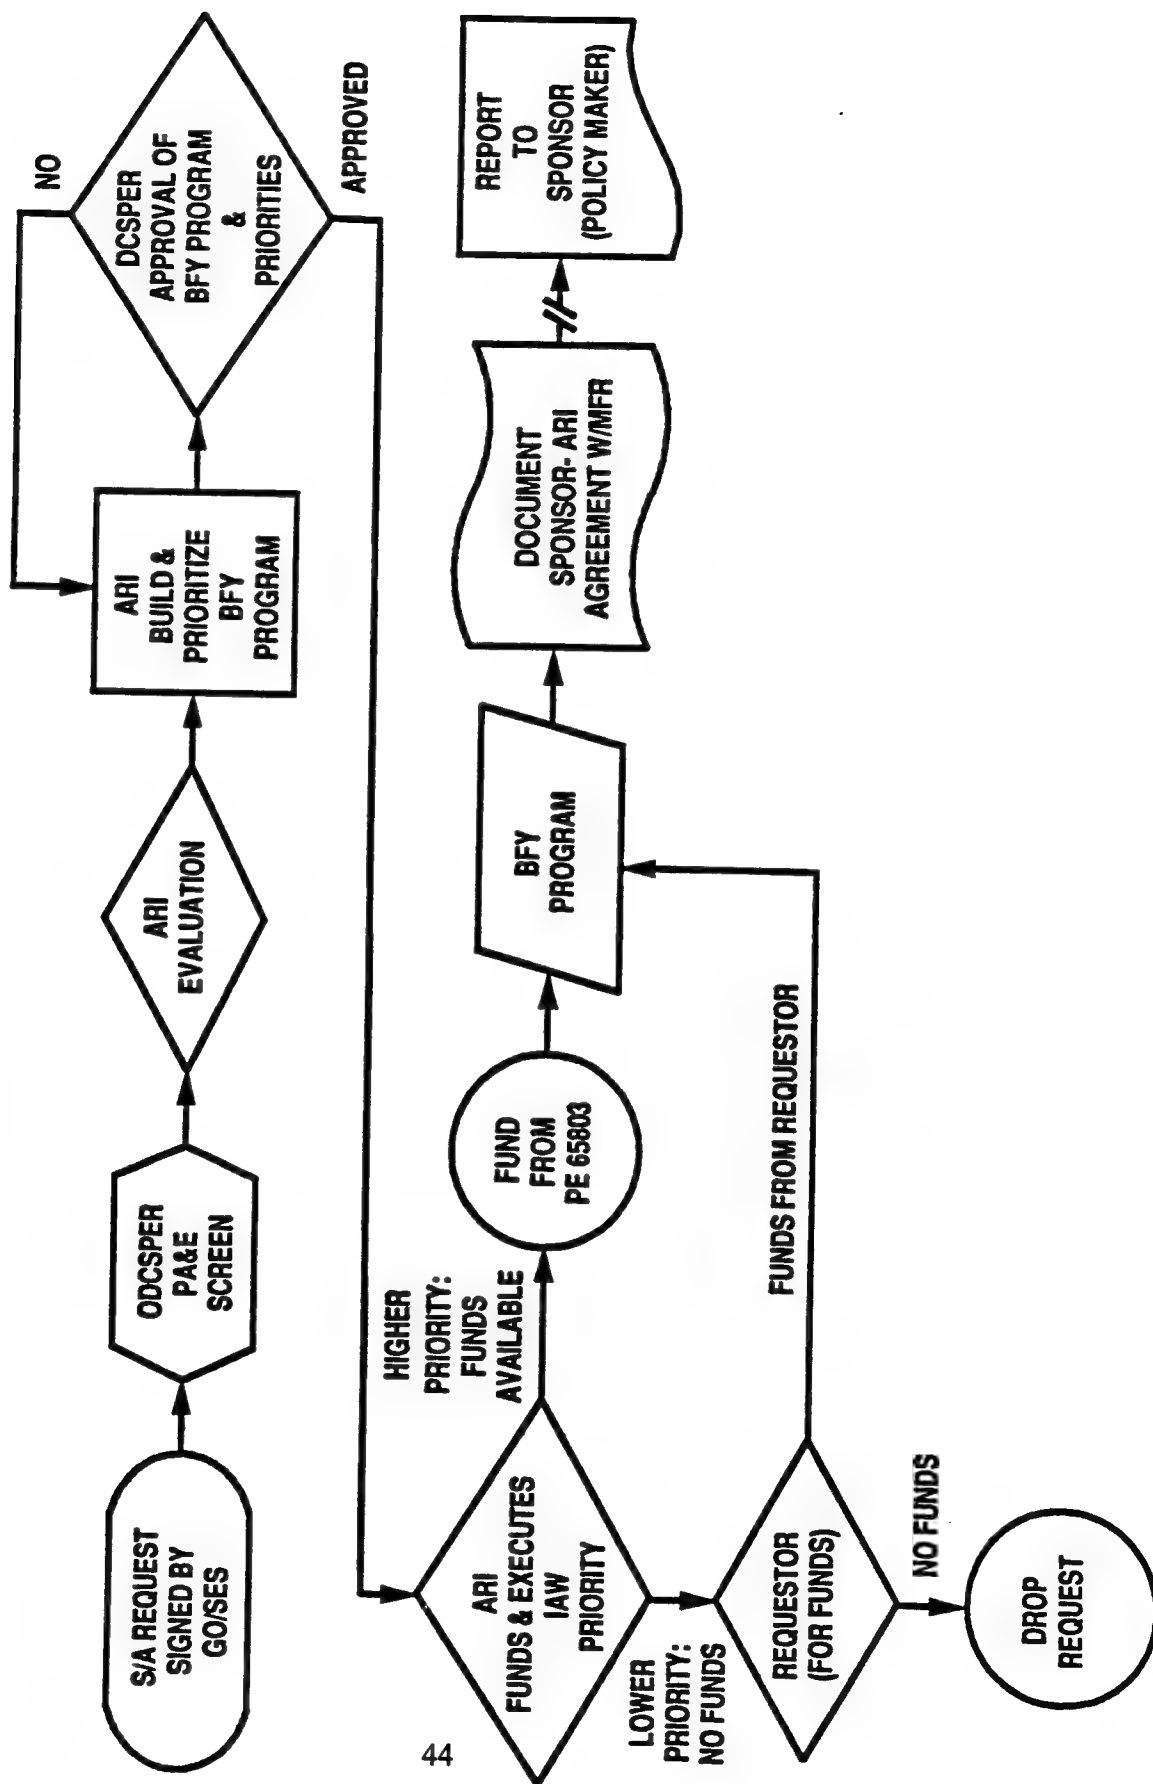 S/A REQUEST
SIGNED BY
GO/SES
ODCSPER
PA&E
SCREEN
ARI
EVALUATION
ARI
BUILD &
PRIORITIZE
BFY
PROGRAM
DCSPER
APPROVAL OF
BFY PROGRAM
&
PRIORITIES
NO
APPROVED
ARI
FUNDS & EXECUTES
IAW
PRIORITY
HIGHER
PRIORITY:
FUNDS
AVAILABLE
FUND
FROM
PE 65803
BFY
PROGRAM
DOCUMENT
SPONSOR- ARI
AGREEMENT W/MFR
REPORT
TO
SPONSOR
(POLICY MAKER)
LOWER
PRIORITY:
NO FUNDS
REQUESTOR
(FOR FUNDS)
FUNDS FROM REQUESTOR
NO FUNDS
DROP
REQUEST
44